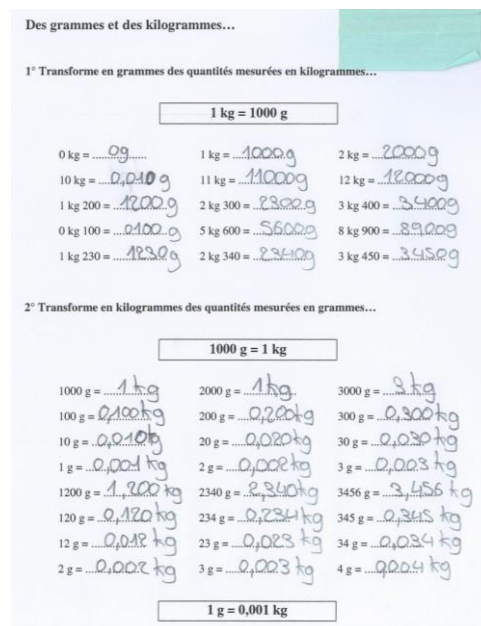 Des grammes et des kilogrammes…
1° Transforme en grammes des quantités mesurées en kilogrammes…
1 kg = 1000 g
0 kg = ...0g... 1 kg = ...1000.g 2 kg = ...2000g
10 kg = ...0,010 g 11 kg = ...11000g 12 kg = ...12000g
1 kg 200 = ...1200.g 2 kg 300 = ...2300.g 3 kg 400 = ...3400g
0 kg 100 = ...0100.g 5 kg 600 = ...5600g 8 kg 900 = ...8900g
1 kg 230 = ...1230g 2 kg 340 = ...2340g 3 kg 450 = ...3450g
2° Transforme en kilogrammes des quantités mesurées en grammes…
1000 g = 1 kg
1000 g = ...1 kg 2000 g = ...1 kg 3000 g = ...3 kg
100 g = 0,100 kg 200 g = ...0,200 kg 300 g = ...0,300 kg
10 g = ...0,010 kg 20 g = ...0,020 kg 30 g = ...0,030 kg
1 g = ...0,001 kg 2 g = ...0,002 kg 3 g = ...0,003 kg
1200 g = ...1,200 kg 2340 g = ...2,340 kg 3456 g = ...3,456 kg
120 g = ...0,120 kg 234 g = ...0,234 kg 345 g = ...0,345 kg
12 g = ...0,012 kg 23 g = ...0,023 kg 34 g = ...0,034 kg
2 g = ...0,002 kg 3 g = ...0,003 kg 4 g = ...0,004 kg
1 g = 0,001 kg